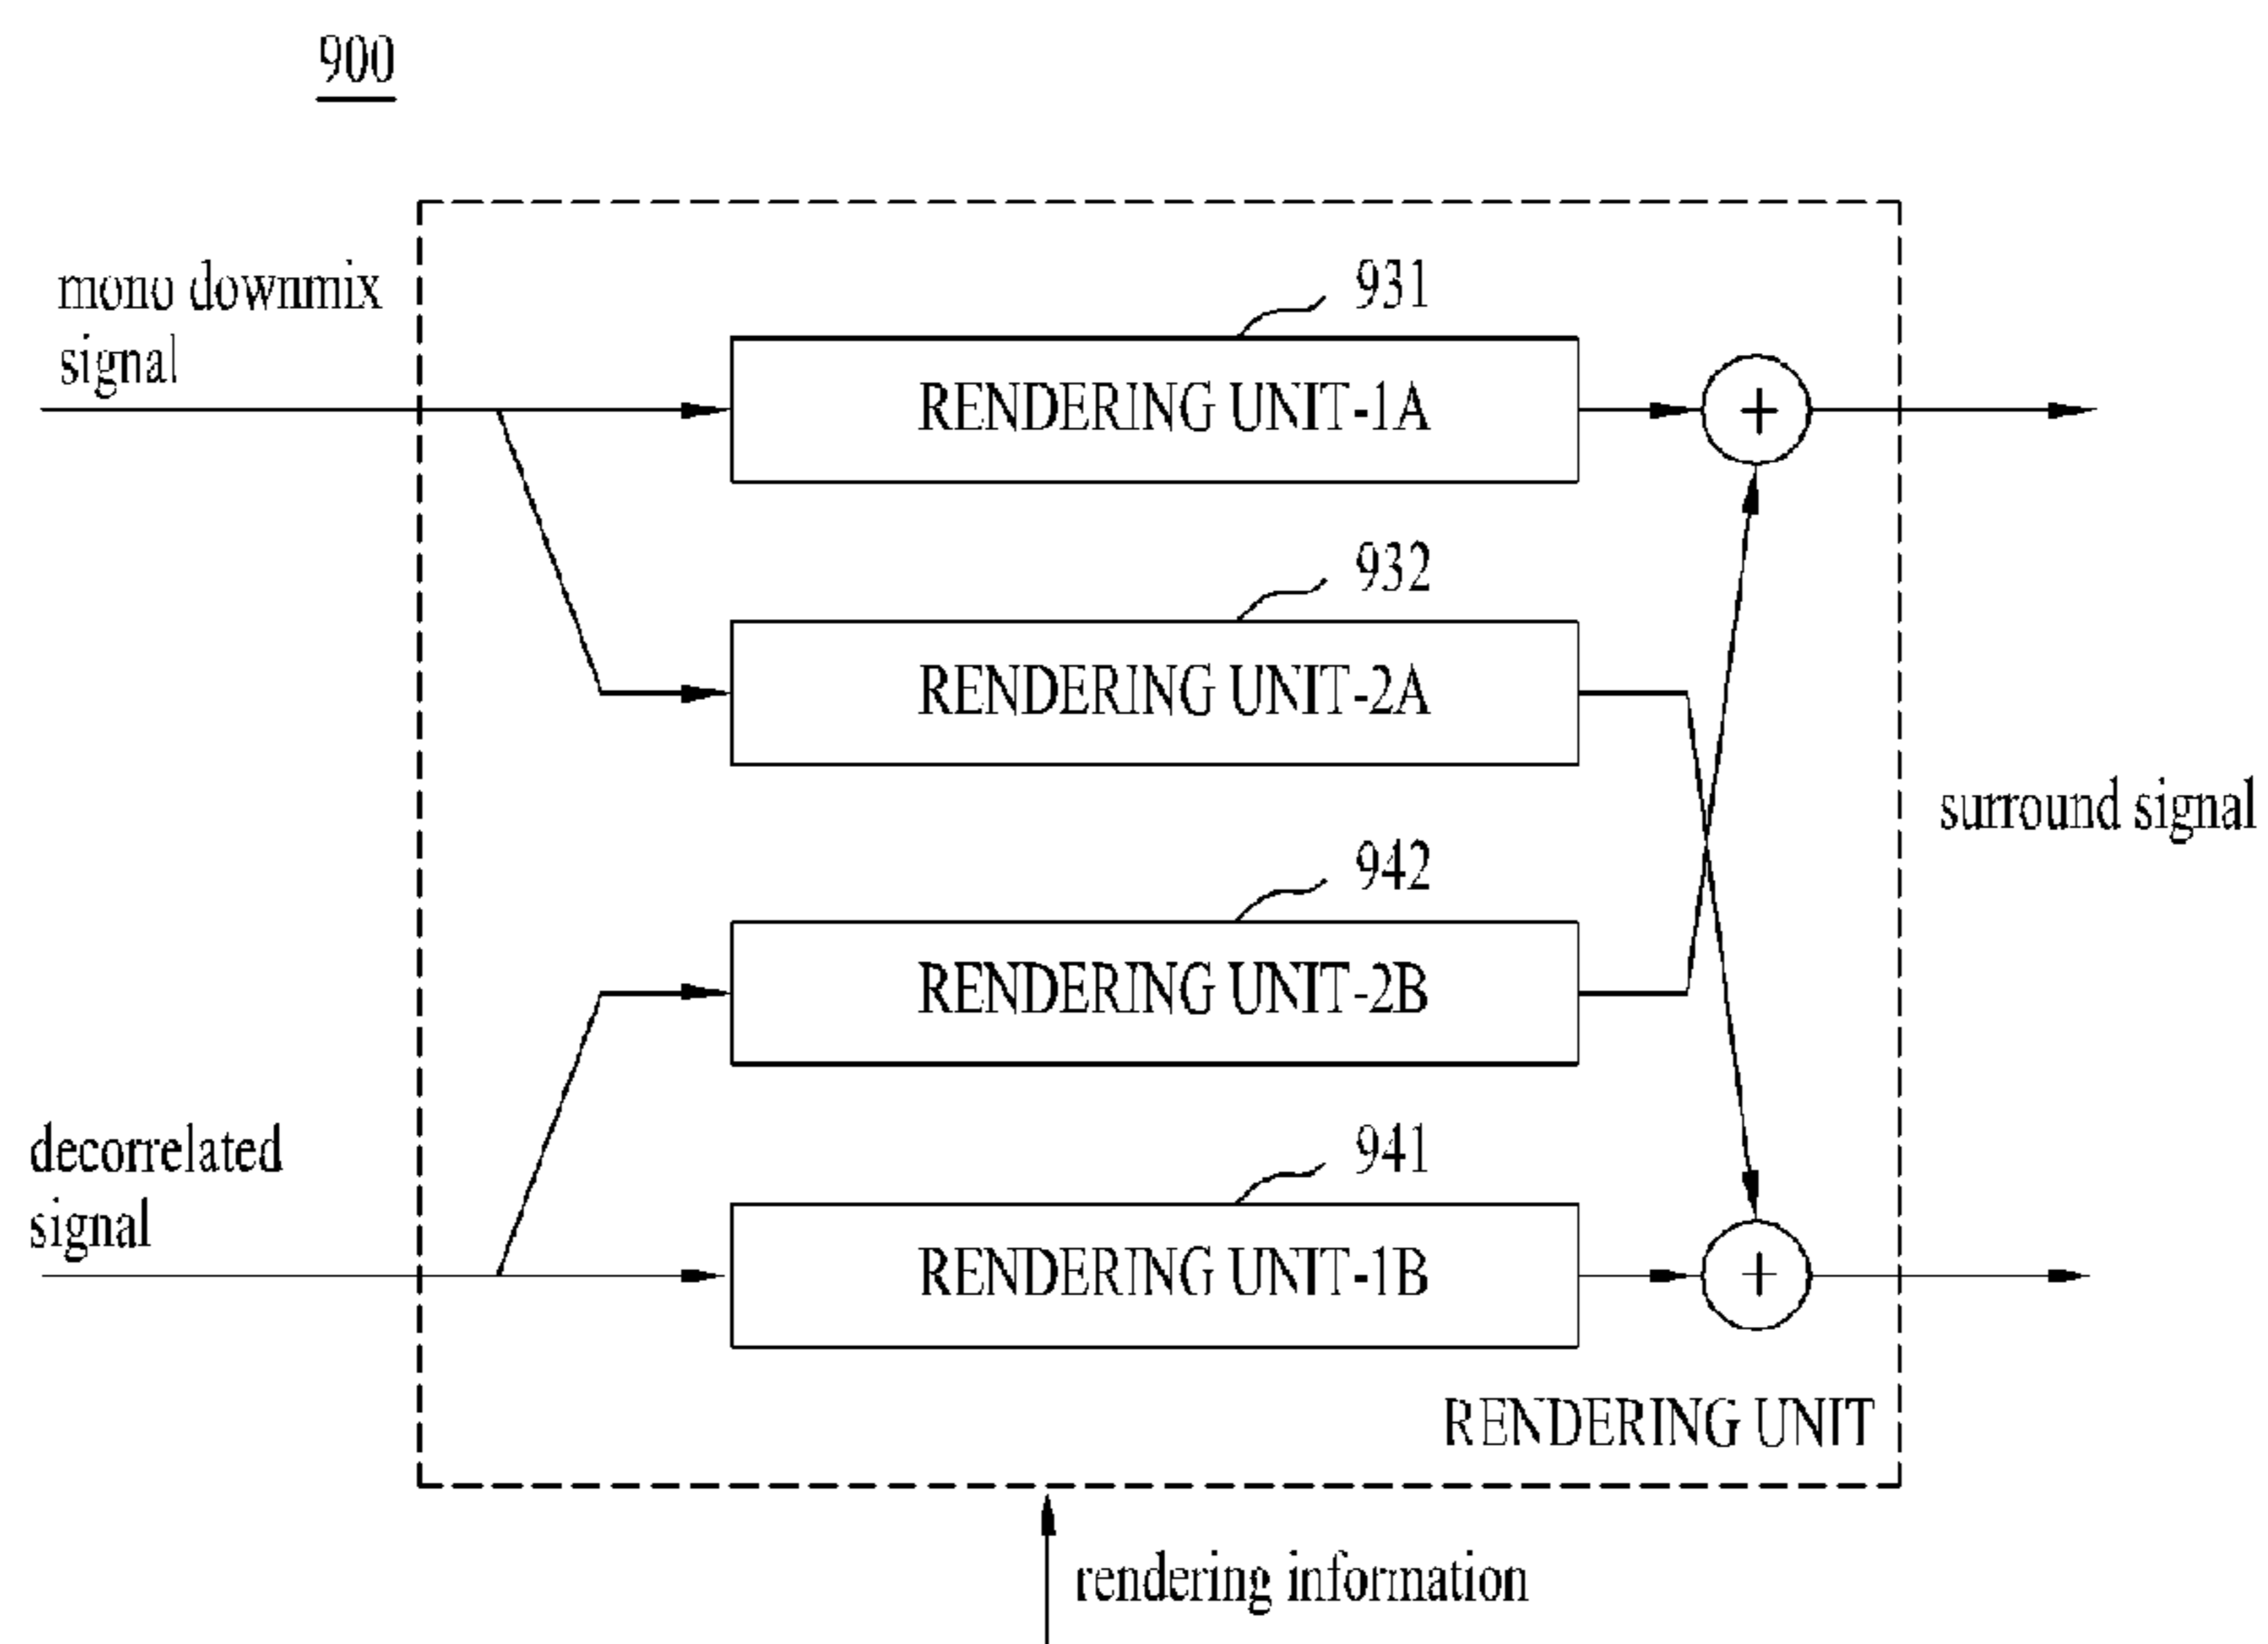 900
mono downmix
signal
931
RENDERING UNIT-1A
+
932
RENDERING UNIT-2A
surround signal
942
RENDERING UNIT-2B
decorrelated
signal
941
RENDERING UNIT-1B
+
RENDERING UNIT
rendering information